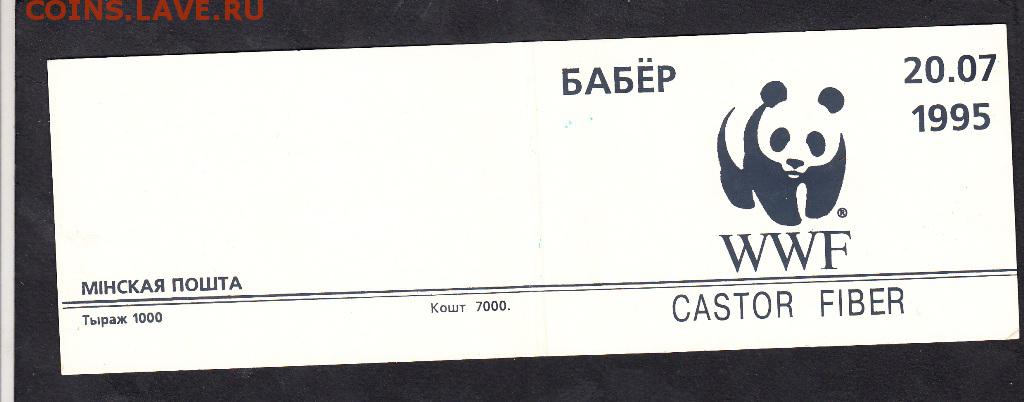 COINS.LAVE.RU
БАБЁР
20.07
1995
®
WWF
МІНСКАЯ ПОШТА
Тыраж 1000
Кошт 7000.
CASTOR FIBER